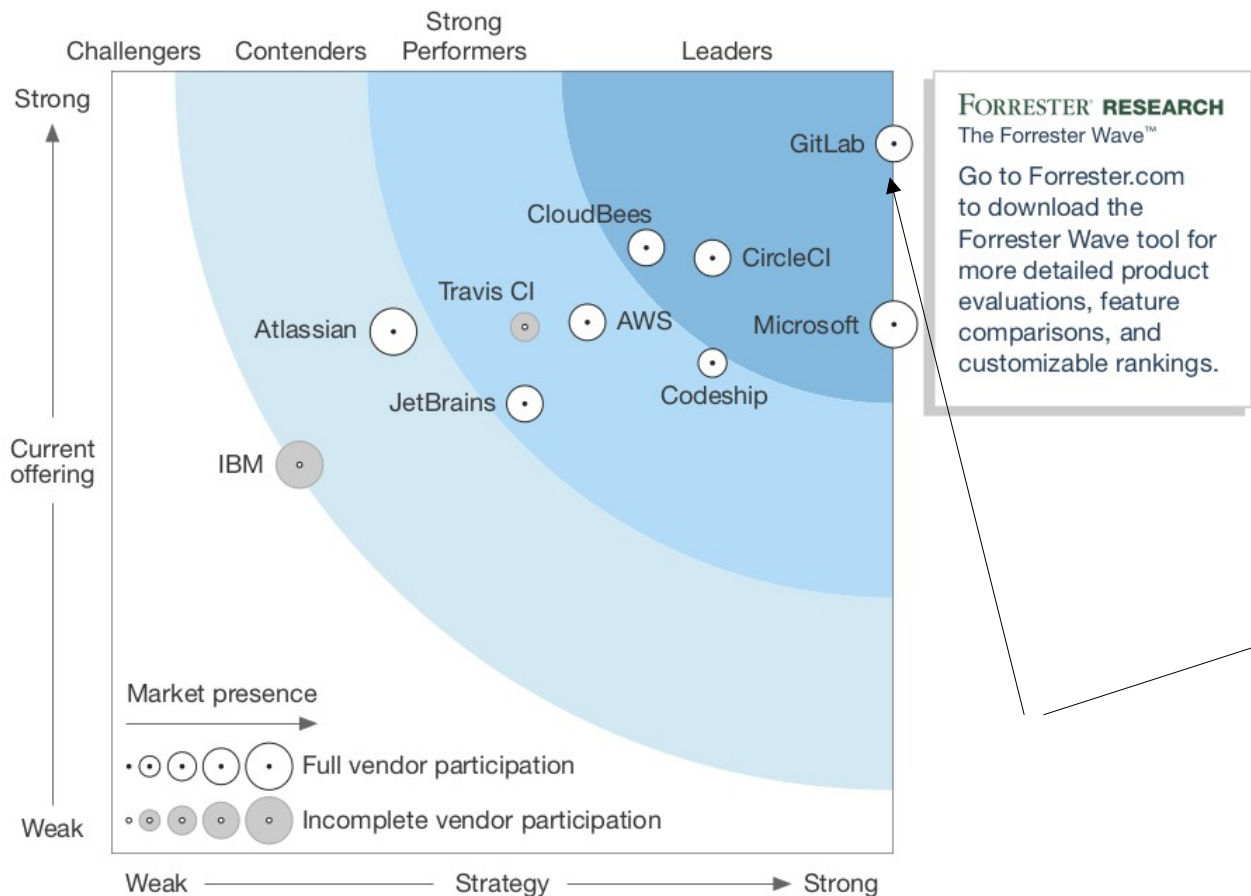 Strong
Performers
Challengers
Contenders
Leaders
Strong
Current
offering
Weak
GitLab
CloudBees
CircleCI
Travis CI
AWS
Atlassian
Microsoft
Codeship
JetBrains
IBM
Market presence
Full vendor participation
Incomplete vendor participation
Weak
Strategy
Strong
FORRESTER® RESEARCH
The Forrester Wave™
Go to Forrester.com
to download the
Forrester Wave tool for
more detailed product
evaluations, feature
comparisons, and
customizable rankings.